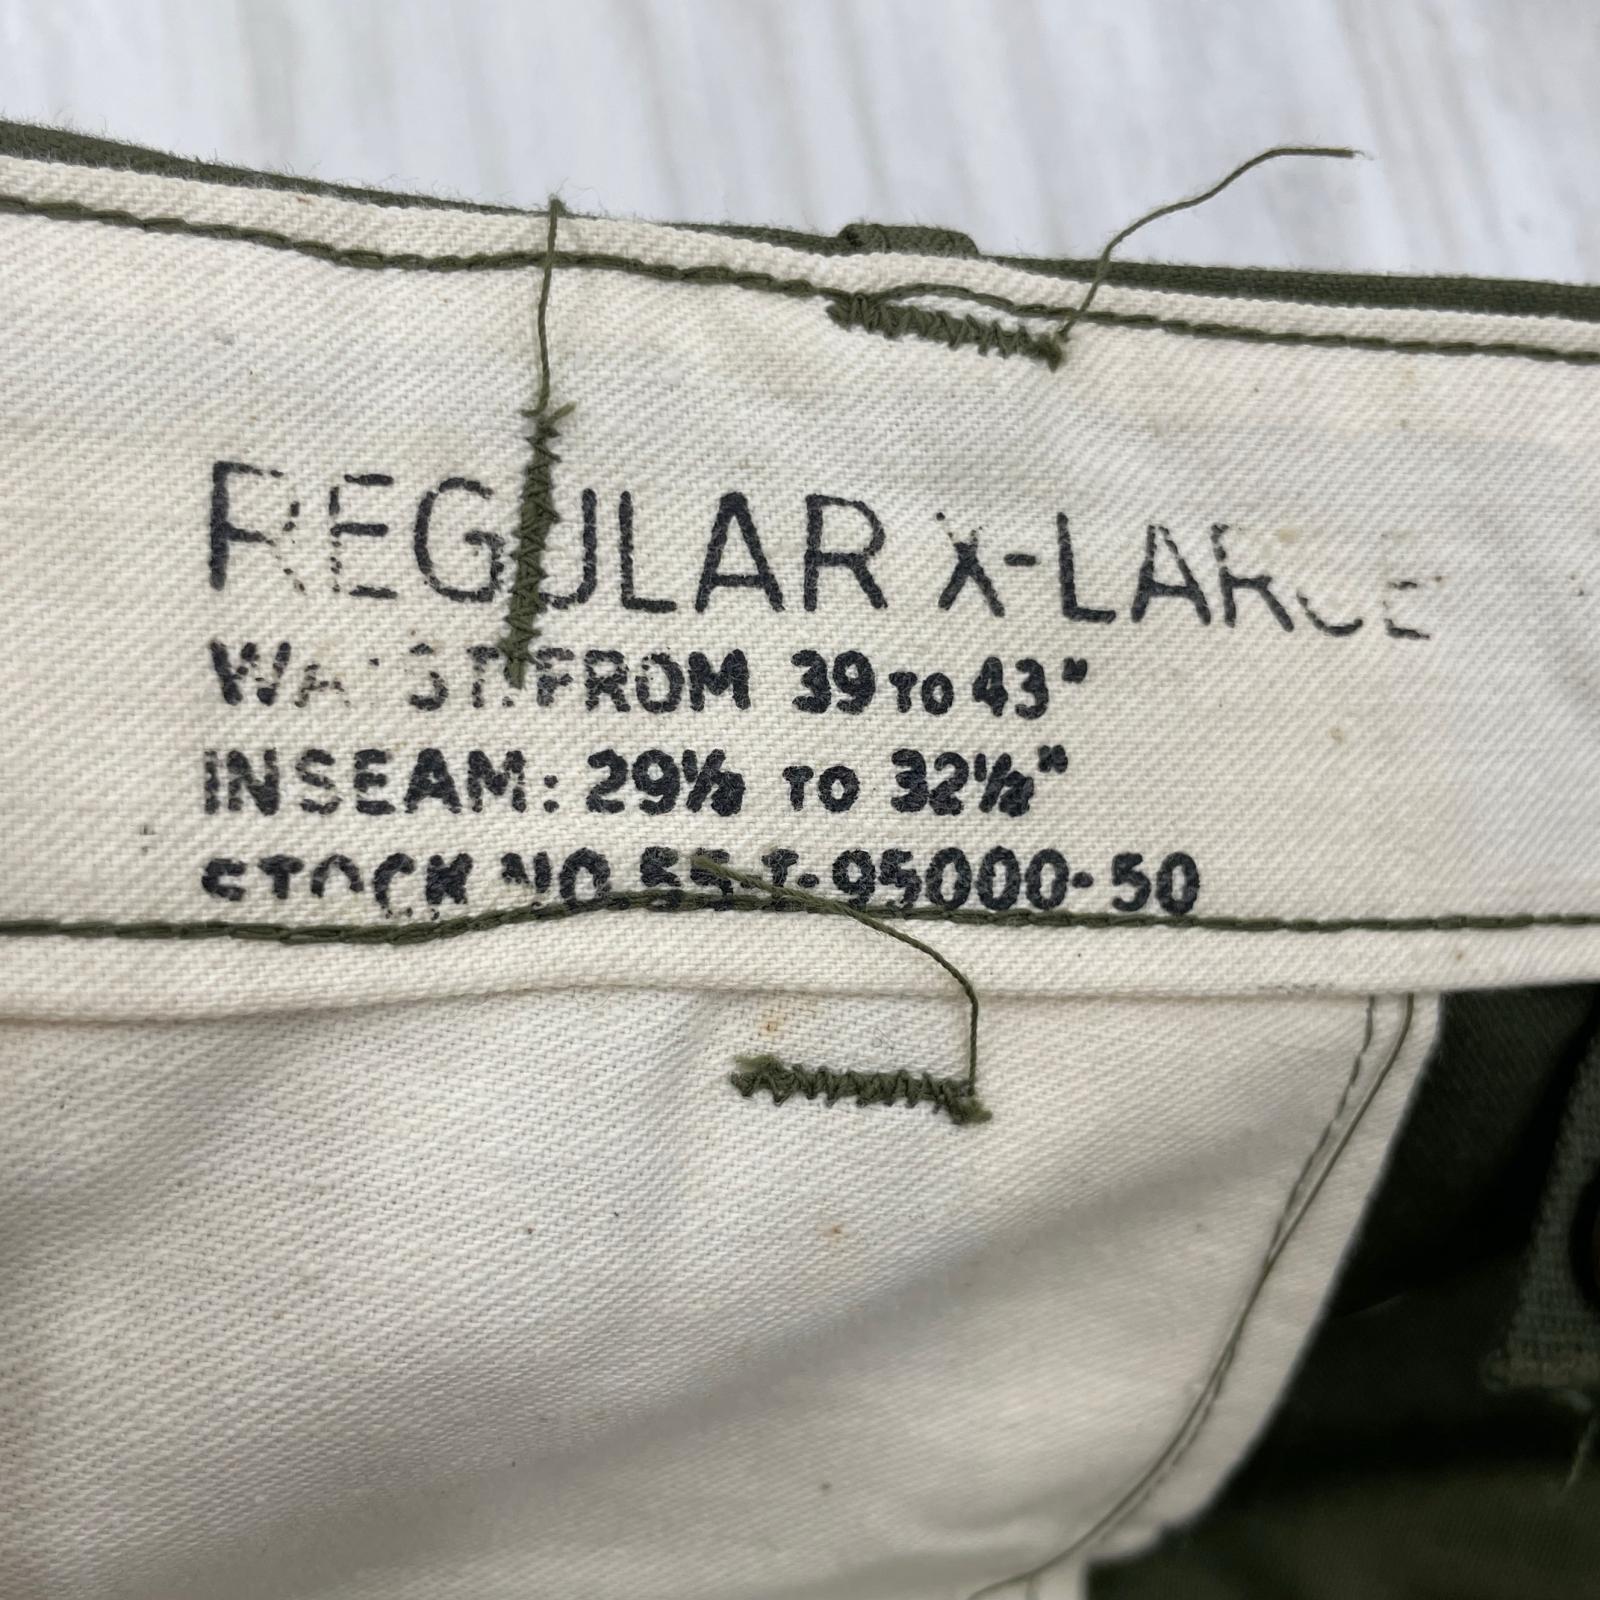 REGULAR X-LARGE
WAIST: FROM 39 TO 43"
INSEAM: 29½ TO 32½"
STOCK NO. 55-T-95000-50